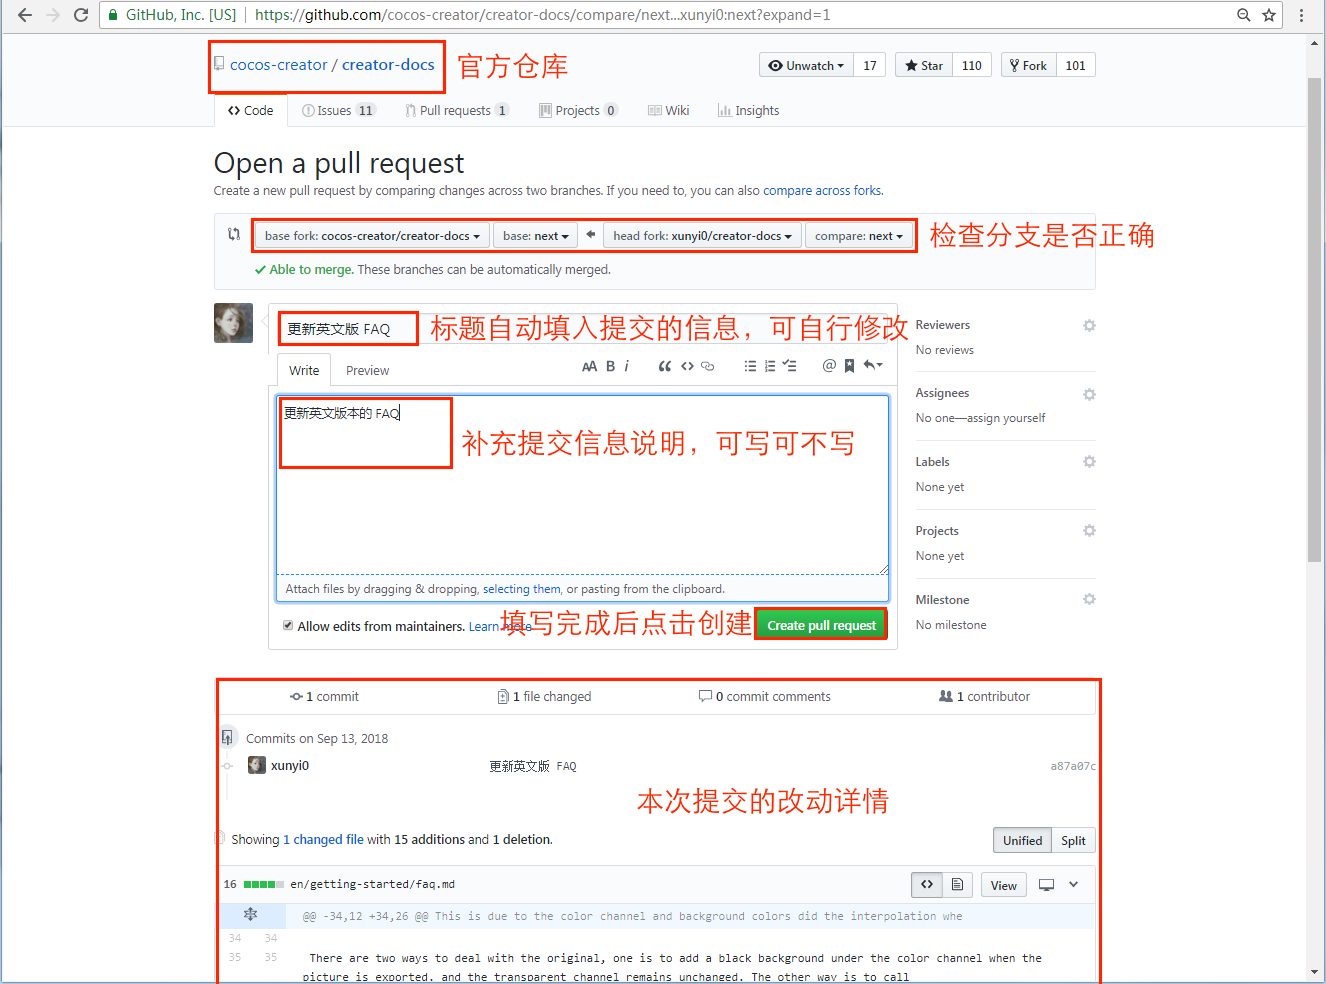 GitHub, Inc. [US] | https://github.com/cocos-creator/creator-docs/compare/next...xunyi0:next?expand=1
cocos-creator / creator-docs 官方仓库 Unwatch 17 Star 110 Fork 101
Code Issues 11 Pull requests 1 Projects 0 Wiki Insights
Open a pull request
Create a new pull request by comparing changes across two branches. If you need to, you can also compare across forks.
base fork: cocos-creator/creator-docs base: next head fork: xunyi0/creator-docs compare: next 检查分支是否正确
Able to merge. These branches can be automatically merged.
更新英文版 FAQ 标题自动填入提交的信息，可自行修改
Write Preview AA B i @
更新英文版本的 FAQ
补充提交信息说明，可写可不写
Attach files by dragging & dropping, selecting them, or pasting from the clipboard.
Allow edits from maintainers. Learn more 填写完成后点击创建 Create pull request
Reviewers
No reviews
Assignees
No one—assign yourself
Labels
None yet
Projects
None yet
Milestone
No milestone
1 commit 1 file changed 0 commit comments 1 contributor
Commits on Sep 13, 2018
xunyi0 更新英文版 FAQ a87a07c
本次提交的改动详情
Showing 1 changed file with 15 additions and 1 deletion. Unified Split
16 en/getting-started/faq.md <> View
@@ -34,12 +34,26 @@ This is due to the color channel and background colors did the interpolation whe
34 34
35 35 There are two ways to deal with the original, one is to add a black background under the color channel when the
picture is exported, and the transparent channel remains unchanged. The other way is to call